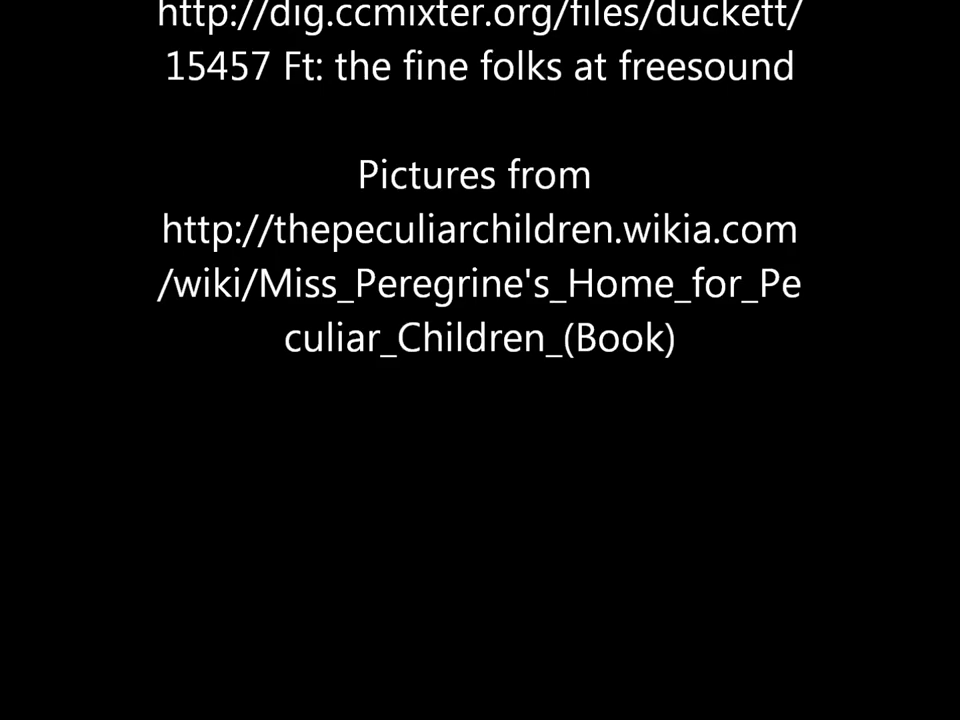 http://dig.ccmixter.org/files/duckett/
15457 Ft: the fine folks at freesound
Pictures from
http://thepeculiarchildren.wikia.com
/wiki/Miss_Peregrine's_Home_for_Pe
culiar_Children_(Book)